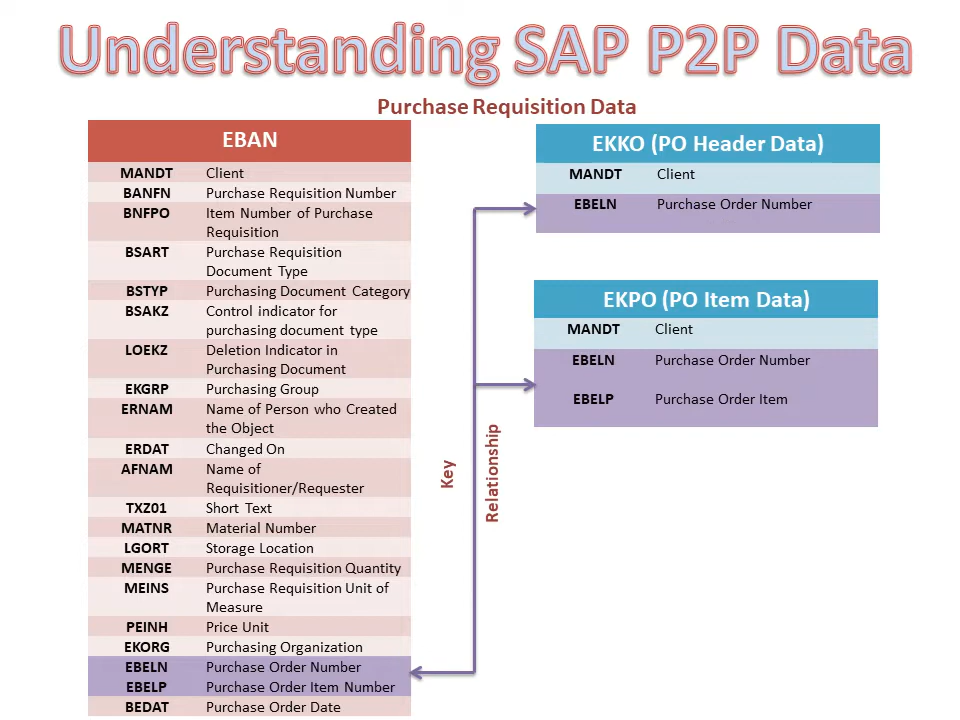 Understanding SAP P2P Data
Purchase Requisition Data
EBAN
MANDT Client
BANFN Purchase Requisition Number
BNFPO Item Number of Purchase
Requisition
BSART Purchase Requisition
Document Type
BSTYP Purchasing Document Category
BSAKZ Control indicator for
purchasing document type
LOEKZ Deletion Indicator in
Purchasing Document
EKGRP Purchasing Group
ERNAM Name of Person who Created
the Object
ERDAT Changed On
AFNAM Name of
Requisitioner/Requester
TXZ01 Short Text
MATNR Material Number
LGORT Storage Location
MENGE Purchase Requisition Quantity
MEINS Purchase Requisition Unit of
Measure
PEINH Price Unit
EKORG Purchasing Organization
EBELN Purchase Order Number
EBELP Purchase Order Item Number
BEDAT Purchase Order Date
Key
Relationship
EKKO (PO Header Data)
MANDT Client
EBELN Purchase Order Number
EKPO (PO Item Data)
MANDT Client
EBELN Purchase Order Number
EBELP Purchase Order Item